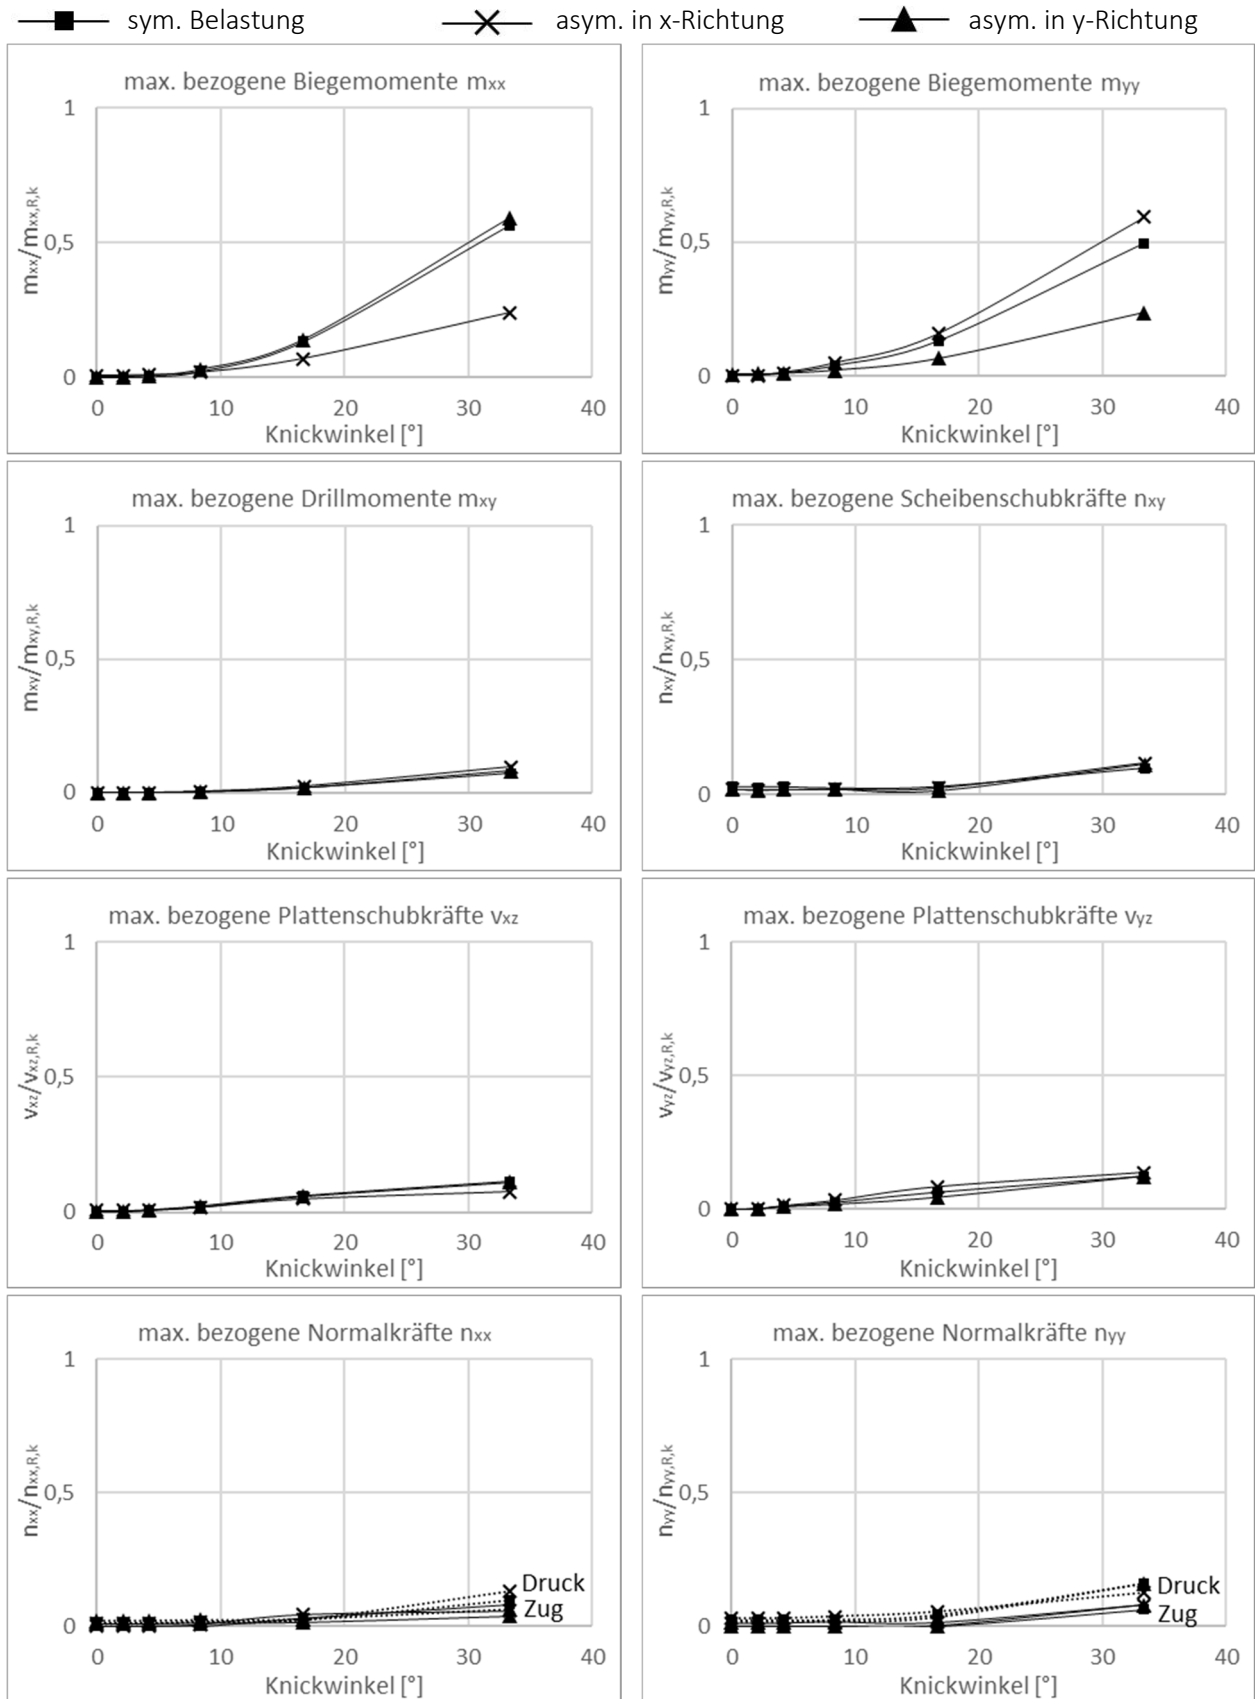 sym. Belastung asym. in x-Richtung asym. in y-Richtung
max. bezogene Biegemomente mxx
mxx/mxx,R,k
1
0,5
0
0 10 20 30 40
Knickwinkel [°]
max. bezogene Biegemomente myy
myy/myy,R,k
1
0,5
0
0 10 20 30 40
Knickwinkel [°]
max. bezogene Drillmomente mxy
mxy/mxy,R,k
1
0,5
0
0 10 20 30 40
Knickwinkel [°]
max. bezogene Scheibenschubkräfte nxy
nxy/nxy,R,k
1
0,5
0
0 10 20 30 40
Knickwinkel [°]
max. bezogene Plattenschubkräfte vxz
vxz/vxz,R,k
1
0,5
0
0 10 20 30 40
Knickwinkel [°]
max. bezogene Plattenschubkräfte vyz
vyz/vyz,R,k
1
0,5
0
0 10 20 30 40
Knickwinkel [°]
max. bezogene Normalkräfte nxx
nxx/nxx,R,k
1
0,5
0
Druck
Zug
0 10 20 30 40
Knickwinkel [°]
max. bezogene Normalkräfte nyy
nyy/nyy,R,k
1
0,5
0
Druck
Zug
0 10 20 30 40
Knickwinkel [°]